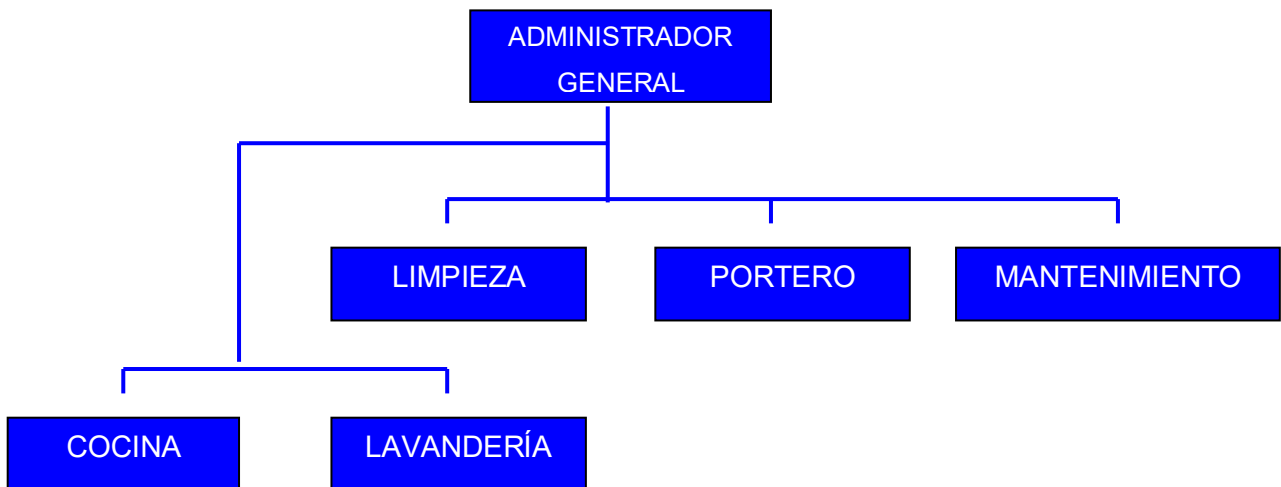 ADMINISTRADOR
GENERAL
LIMPIEZA
PORTERO
MANTENIMIENTO
COCINA
LAVANDERÍA